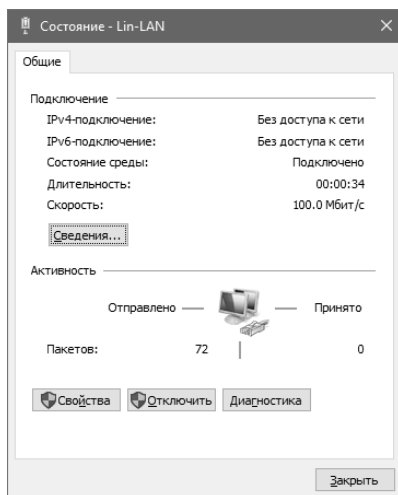 Состояние - Lin-LAN
Общие
Подключение
IPv4-подключение: Без доступа к сети
IPv6-подключение: Без доступа к сети
Состояние среды: Подключено
Длительность: 00:00:34
Скорость: 100.0 Мбит/с
Сведения...
Активность
Отправлено — — Принято
Пакетов: 72 | 0
Свойства Отключить Диагностика
Закрыть